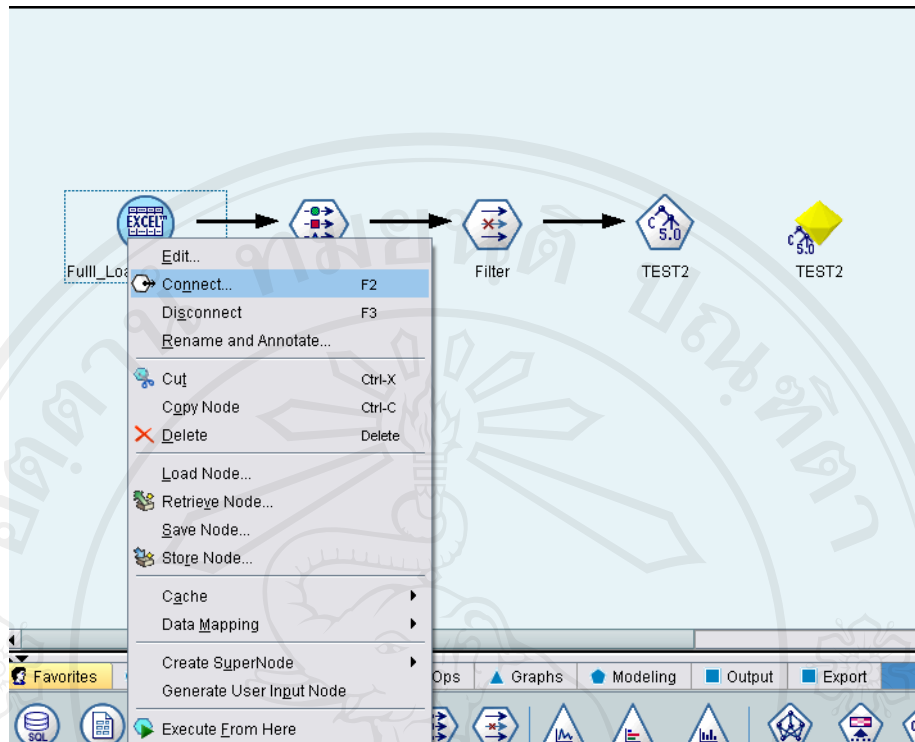 EXCEL
C 5.0
C 5.0
Fulll_Loa
Filter
TEST2
TEST2
Edit...
Connect... F2
Disconnect F3
Rename and Annotate...
Cut Ctrl-X
Copy Node Ctrl-C
Delete Delete
Load Node...
Retrieve Node...
Save Node...
Store Node...
Cache
Data Mapping
Create SuperNode
Generate User Input Node
Execute From Here
Favorites
Ops
Graphs
Modeling
Output
Export
SQL